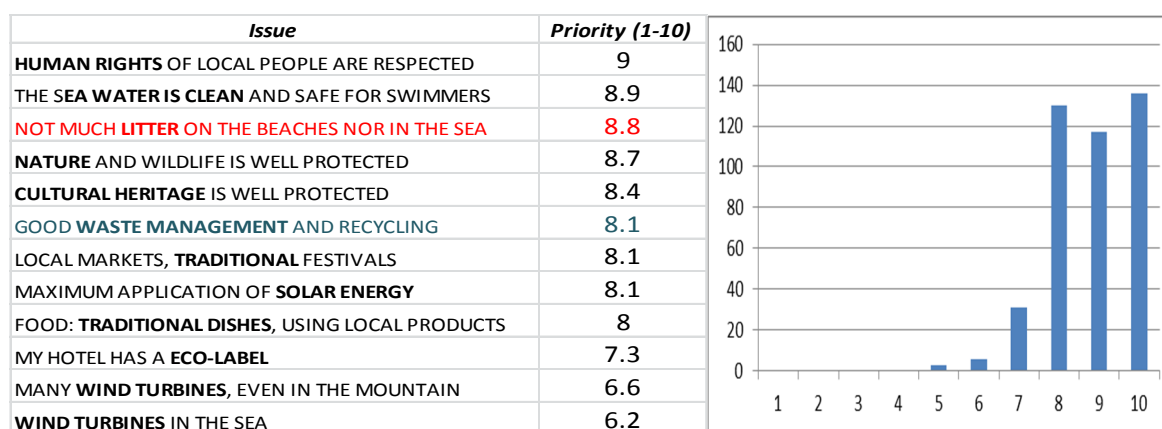 Issue Priority (1-10)
HUMAN RIGHTS OF LOCAL PEOPLE ARE RESPECTED 9
THE SEA WATER IS CLEAN AND SAFE FOR SWIMMERS 8.9
NOT MUCH LITTER ON THE BEACHES NOR IN THE SEA 8.8
NATURE AND WILDLIFE IS WELL PROTECTED 8.7
CULTURAL HERITAGE IS WELL PROTECTED 8.4
GOOD WASTE MANAGEMENT AND RECYCLING 8.1
LOCAL MARKETS, TRADITIONAL FESTIVALS 8.1
MAXIMUM APPLICATION OF SOLAR ENERGY 8.1
FOOD: TRADITIONAL DISHES, USING LOCAL PRODUCTS 8
MY HOTEL HAS A ECO-LABEL 7.3
MANY WIND TURBINES, EVEN IN THE MOUNTAIN 6.6
WIND TURBINES IN THE SEA 6.2
160
140
120
100
80
60
40
20
0
1 2 3 4 5 6 7 8 9 10